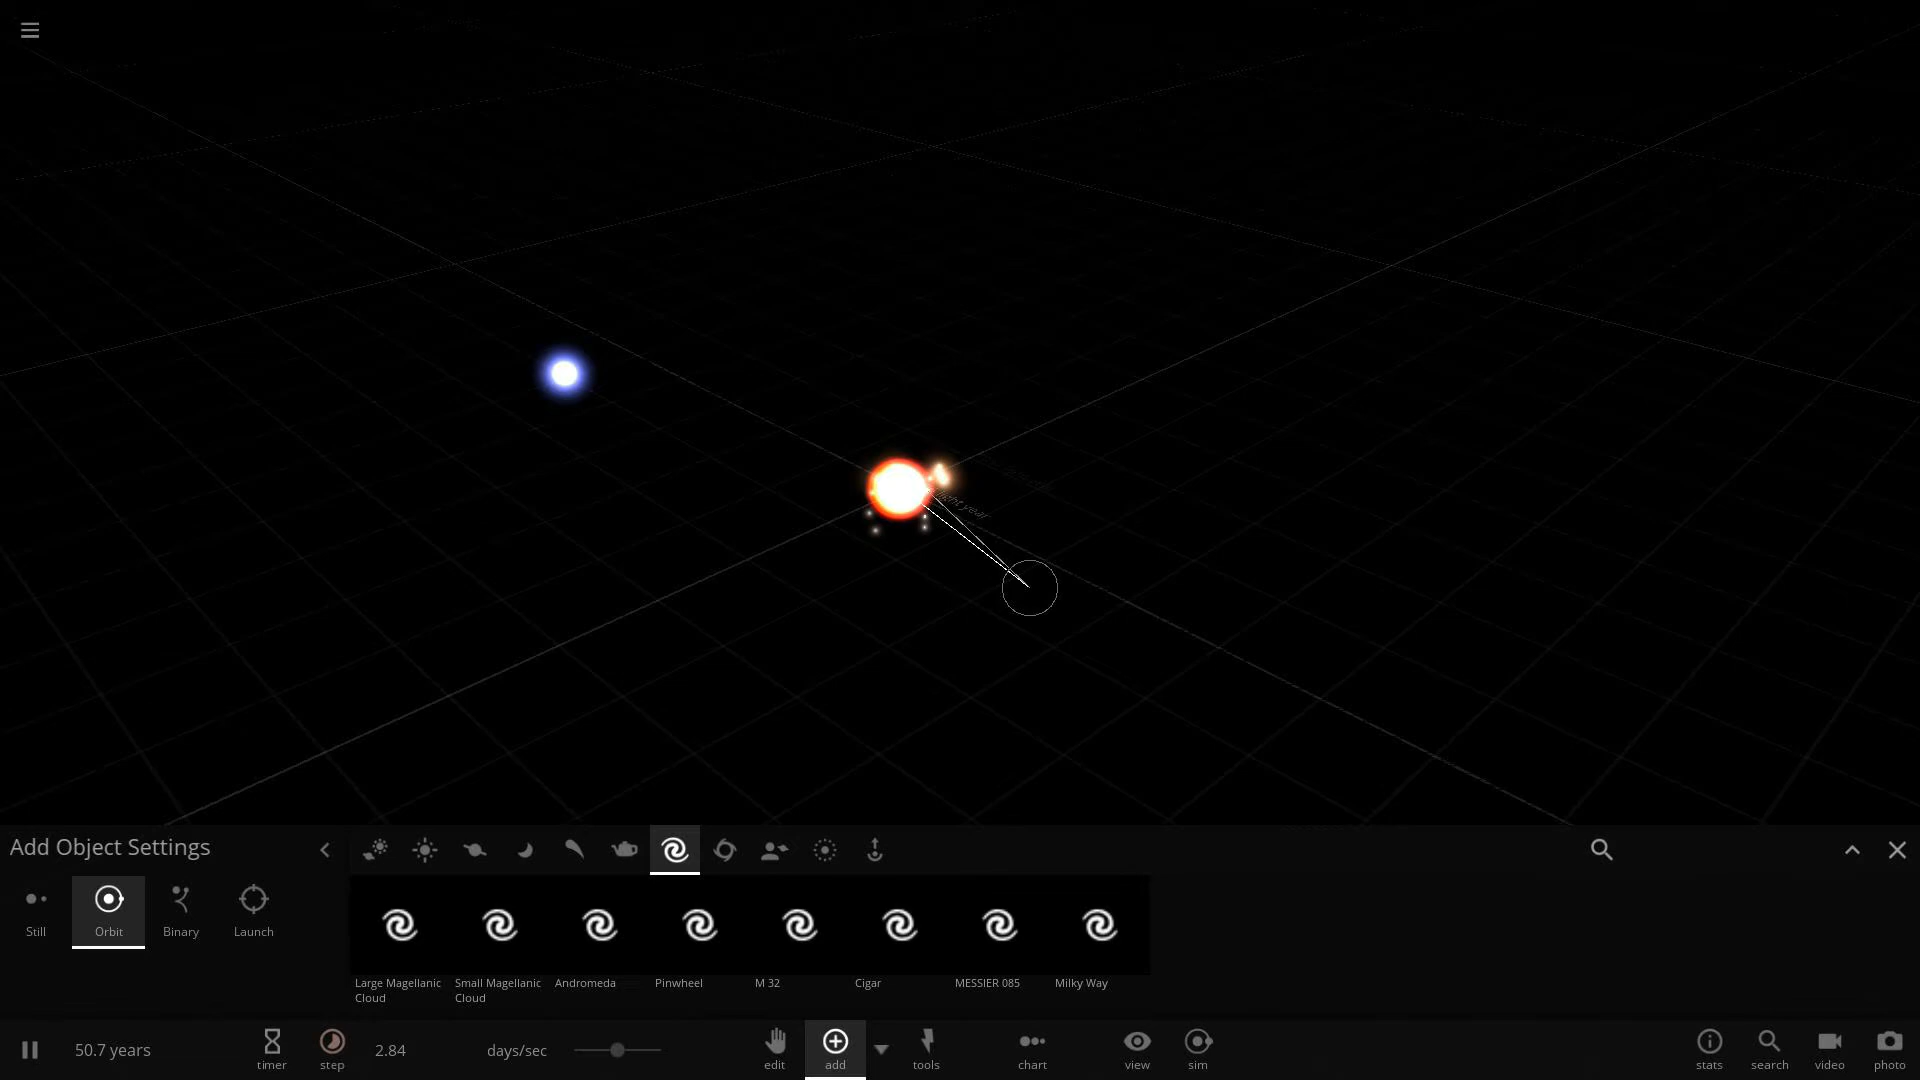 light year
Add Object Settings
Still
Orbit
Binary
Launch
Large Magellanic
Cloud
Small Magellanic
Cloud
Andromeda
Pinwheel
M 32
Cigar
MESSIER 085
Milky Way
50.7 years
timer
step
2.84
days/sec
edit
add
tools
chart
view
sim
stats
search
video
photo